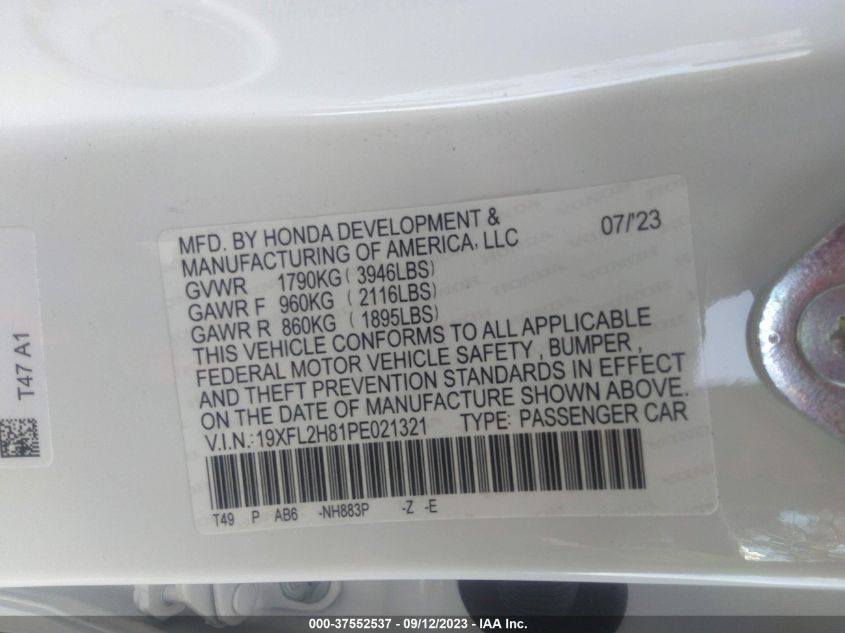 MFD. BY HONDA DEVELOPMENT & 07/'23
MANUFACTURING OF AMERICA, LLC
GVWR 1790KG ( 3946LBS)
GAWR F 960KG ( 2116LBS)
GAWR R 860KG ( 1895LBS)
THIS VEHICLE CONFORMS TO ALL APPLICABLE
FEDERAL MOTOR VEHICLE SAFETY , BUMPER ,
AND THEFT PREVENTION STANDARDS IN EFFECT
ON THE DATE OF MANUFACTURE SHOWN ABOVE.
V.I.N.:19XFL2H81PE021321 TYPE: PASSENGER CAR
T49 P AB6 -NH883P -Z -E
T47 A1
000-37552537 - 09/12/2023 - IAA Inc.